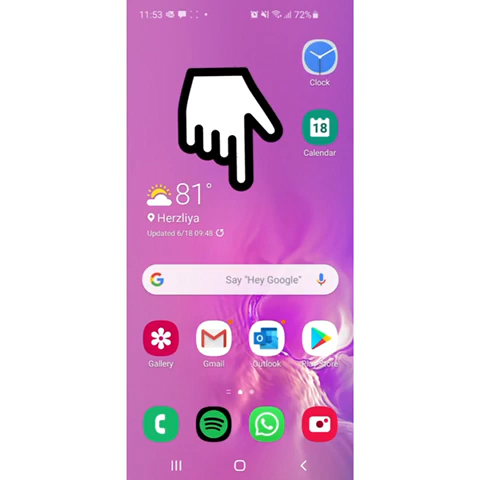 11:53 72%
Clock
18
Calendar
81°
Herzliya
Updated 6/18 09:48
G Say "Hey Google"
Gallery Gmail Outlook Play Store